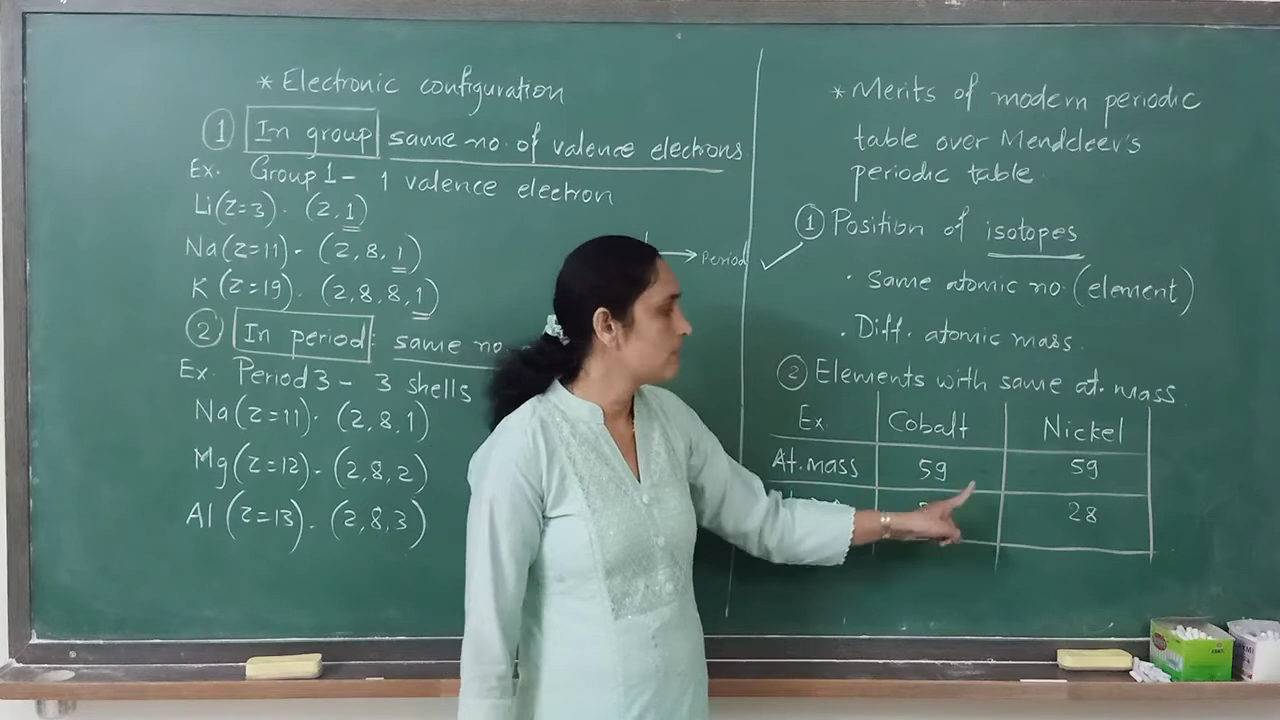 * Electronic configuration
① In group same no. of valence electrons
Ex. Group 1 - 1 valence electron
Li (Z=3). (2,1)
Na (Z=11) - (2,8,1)
K (Z=19). (2,8,8,1)
② In period: same no.
Ex. Period 3 - 3 shells
Na (Z=11). (2,8,1)
Mg (Z=12) - (2,8,2)
Al (Z=13). (2,8,3)
→ Period
* Merits of modern periodic
table over Mendeleev's
periodic table.
① Position of isotopes
· Same atomic no. (element)
· Diff. atomic mass.
② Elements with same at. mass
Ex. Cobalt Nickel
At. mass 59 59
28